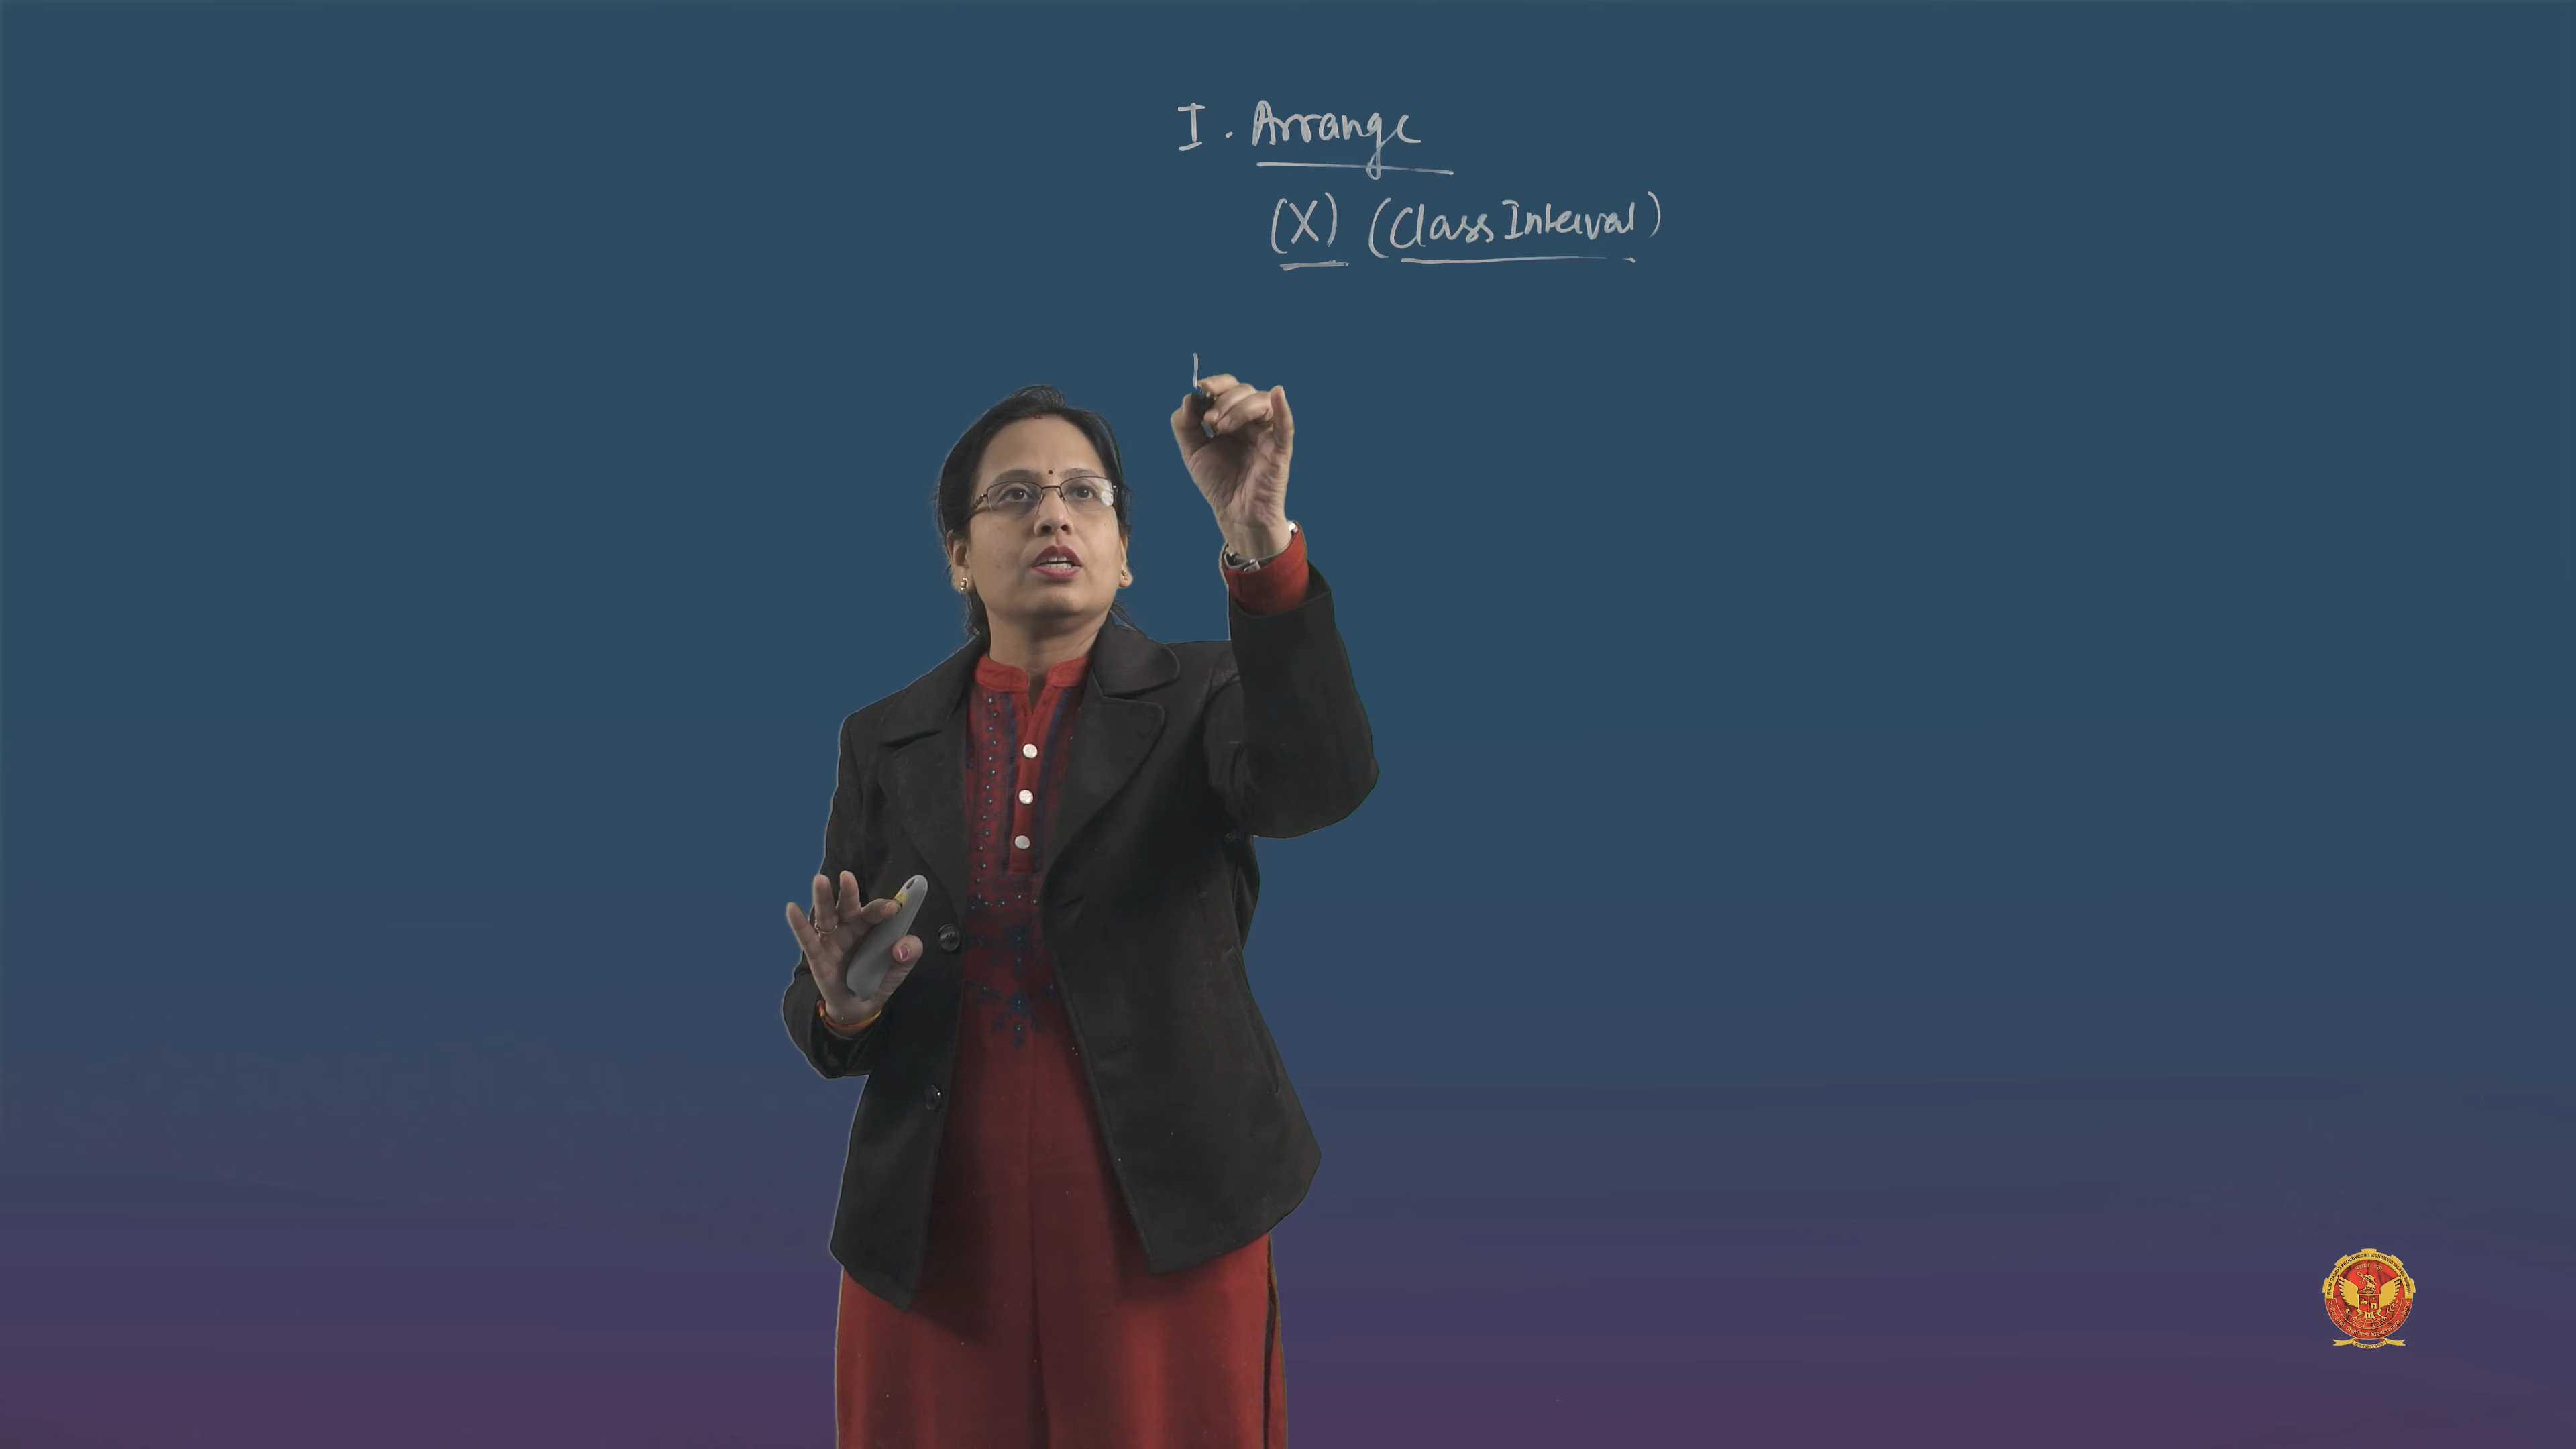 I. Arrange
(X) (Class Interval)